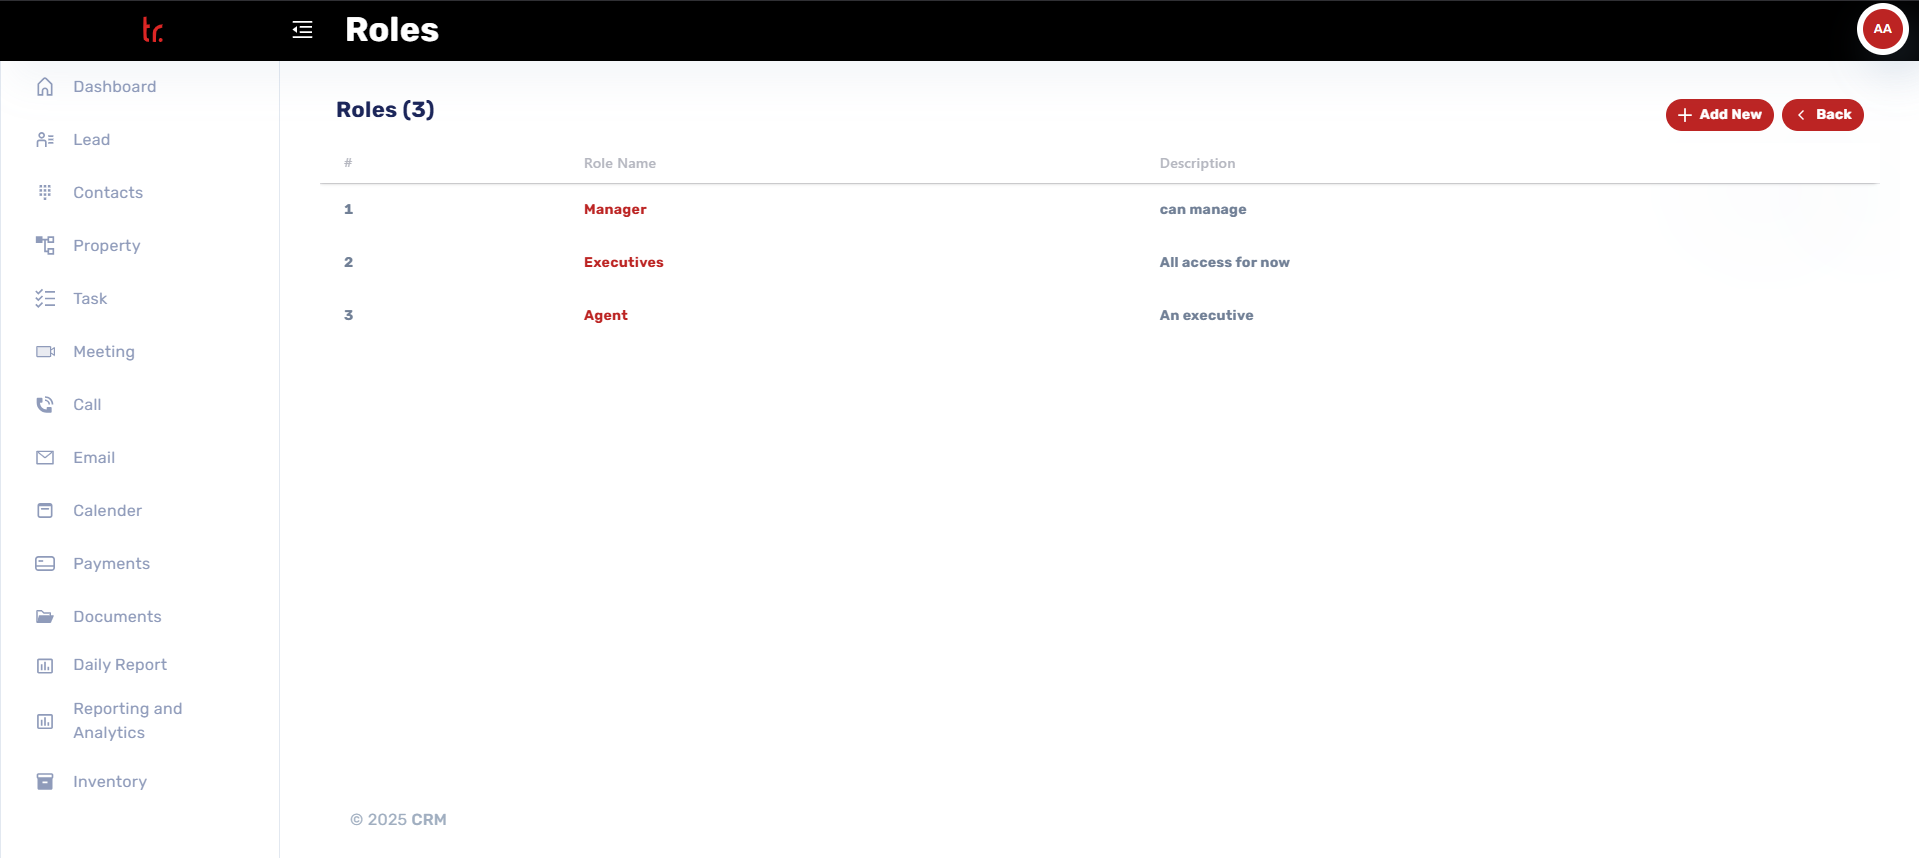 tr.
Roles
AA
Dashboard
Lead
Contacts
Property
Task
Meeting
Call
Email
Calender
Payments
Documents
Daily Report
Reporting and
Analytics
Inventory
Roles (3)
Add New
Back
# Role Name Description
1 Manager can manage
2 Executives All access for now
3 Agent An executive
© 2025 CRM